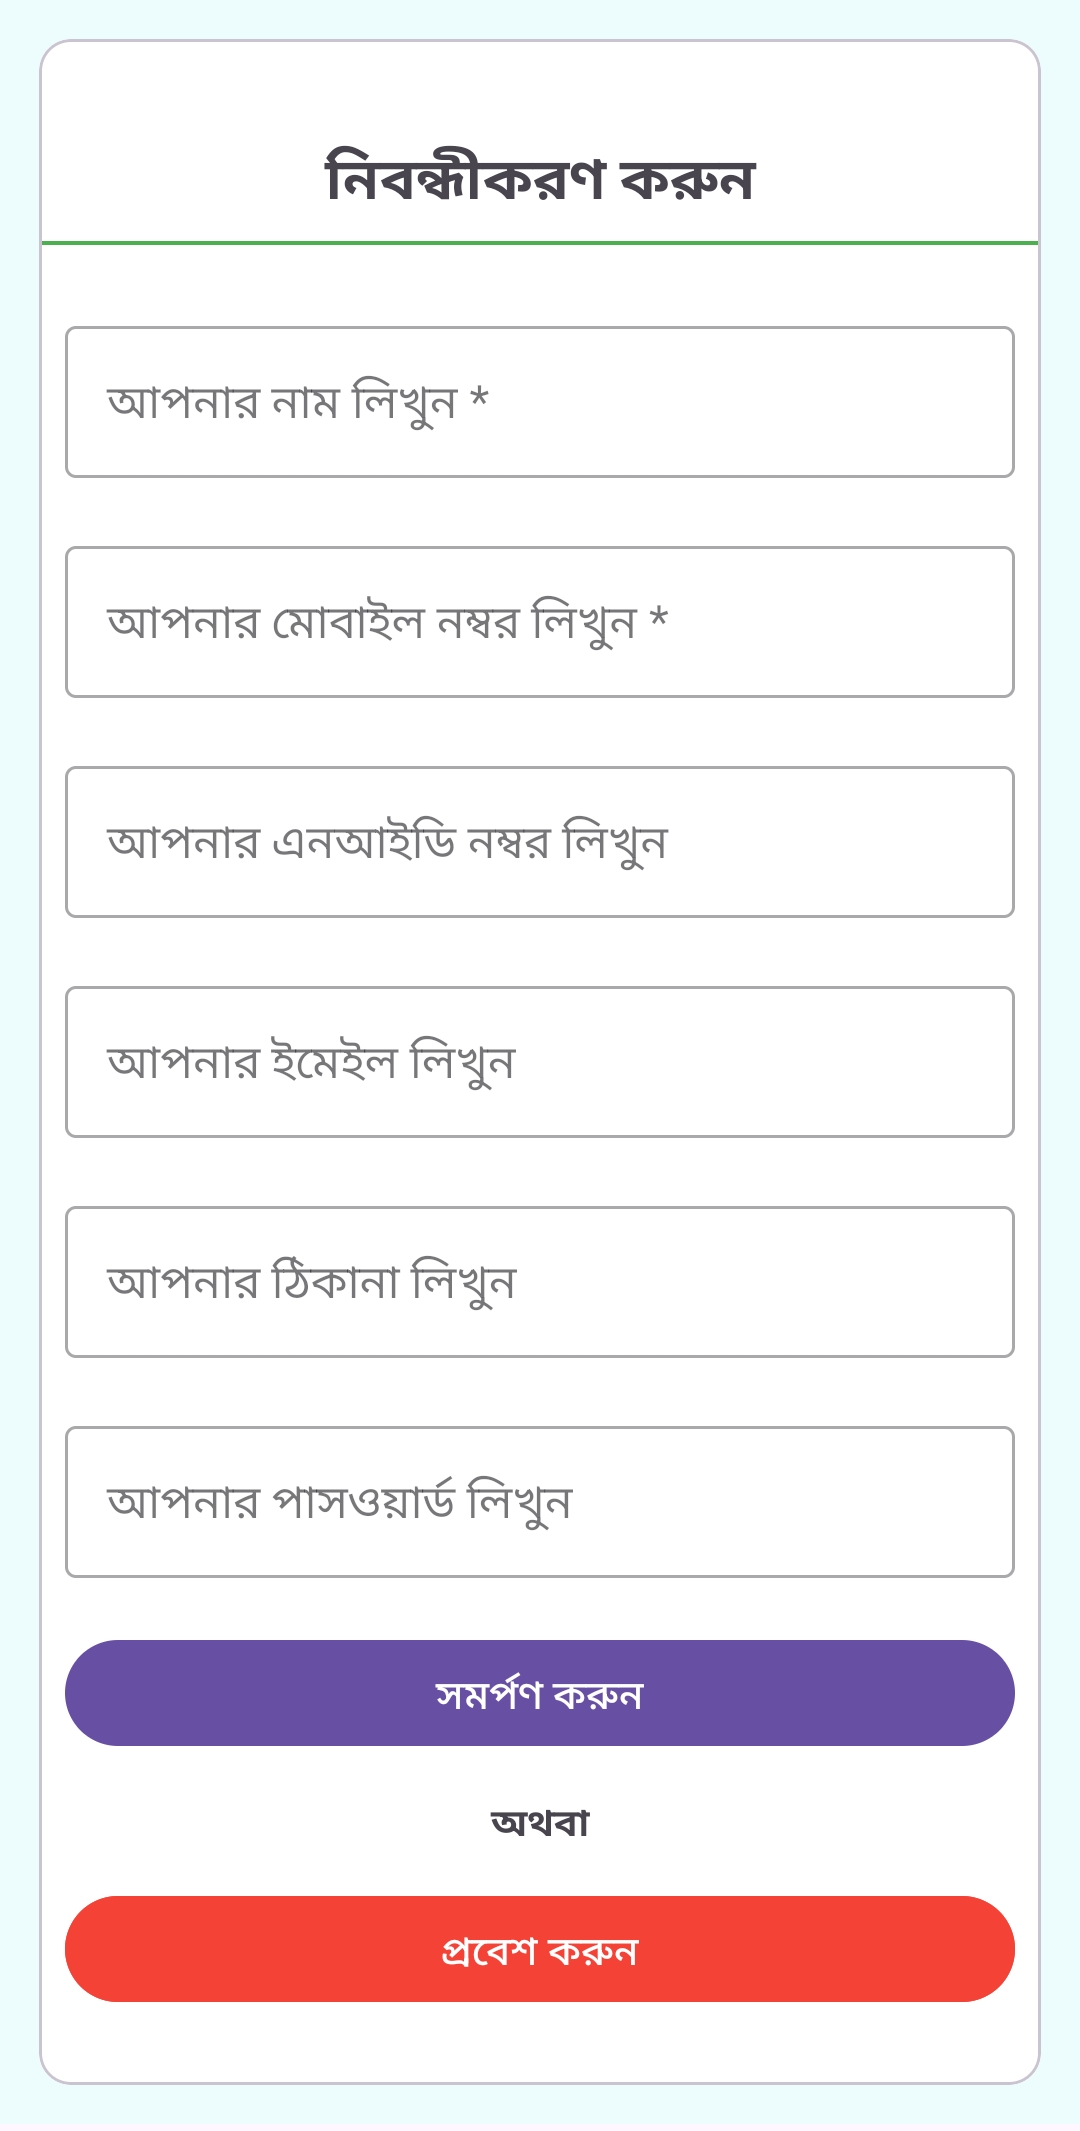 নিবন্ধীকরণ করুন
আপনার নাম লিখুন *
আপনার মোবাইল নম্বর লিখুন *
আপনার এনআইডি নম্বর লিখুন
আপনার ইমেইল লিখুন
আপনার ঠিকানা লিখুন
আপনার পাসওয়ার্ড লিখুন
সমর্পণ করুন
অথবা
প্রবেশ করুন